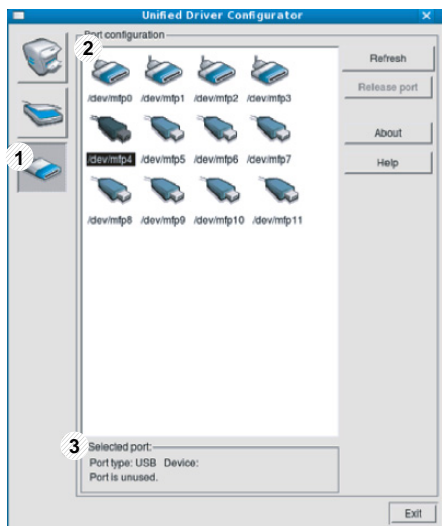 Unified Driver Configurator
Port configuration
2
Refresh
Release port
About
Help
/dev/mfp0 /dev/mfp1 /dev/mfp2 /dev/mfp3
1
/dev/mfp4 /dev/mfp5 /dev/mfp6 /dev/mfp7
/dev/mfp8 /dev/mfp9 /dev/mfp10 /dev/mfp11
3
Selected port:
Port type: USB Device:
Port is unused.
Exit